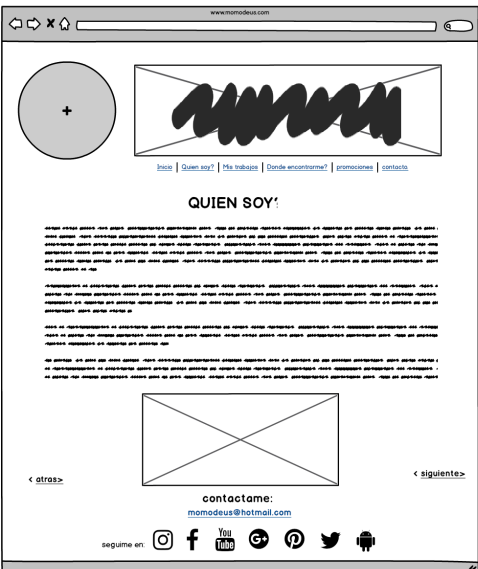 www.momodeus.com
Inicio | Quien soy? | Mis trabajos | Donde encontrarme? | promociones | contacta
QUIEN SOY?
< atras>
< siguiente>
contactame:
momodeus@hotmail.com
seguime en:
You
Tube
G+